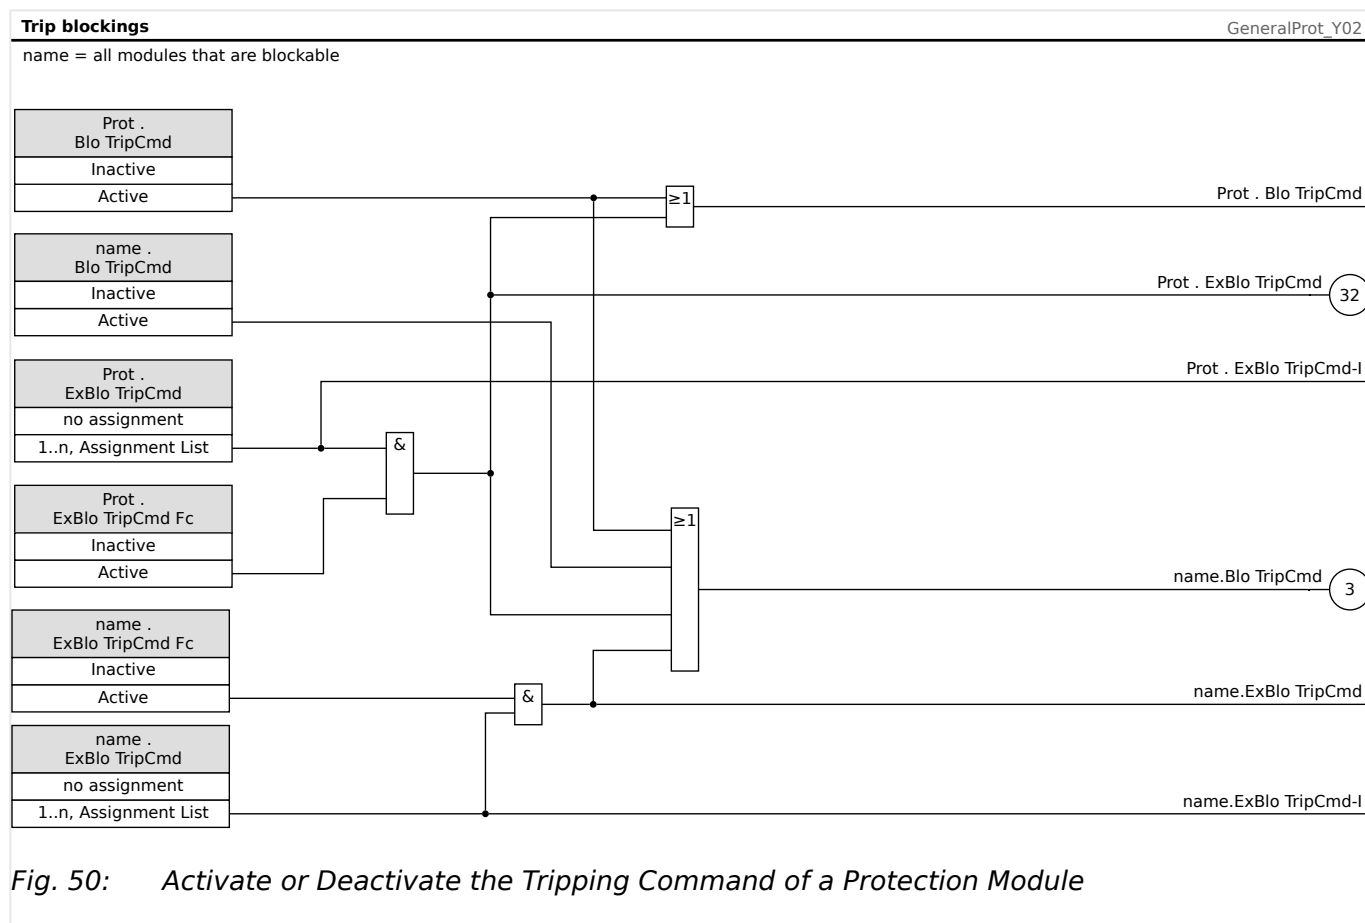 Trip blockings
GeneralProt_Y02
name = all modules that are blockable
Prot .
Blo TripCmd
Inactive
Active
≥1
Prot . Blo TripCmd
name .
Blo TripCmd
Inactive
Active
Prot . ExBlo TripCmd
32
Prot .
ExBlo TripCmd
no assignment
1..n, Assignment List
Prot . ExBlo TripCmd-I
&
Prot .
ExBlo TripCmd Fc
Inactive
Active
≥1
name.Blo TripCmd
3
name .
ExBlo TripCmd Fc
Inactive
Active
&
name.ExBlo TripCmd
name .
ExBlo TripCmd
no assignment
1..n, Assignment List
name.ExBlo TripCmd-I
Fig. 50: Activate or Deactivate the Tripping Command of a Protection Module